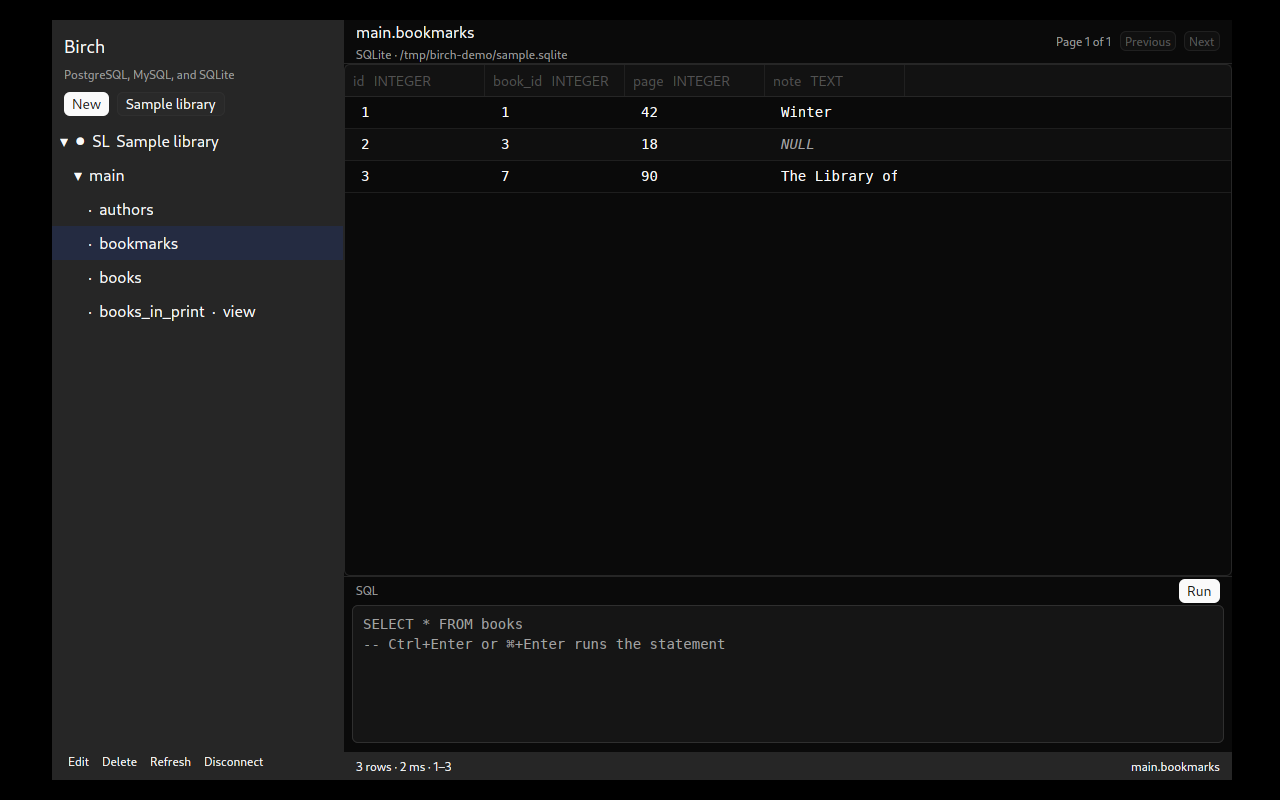 Birch
PostgreSQL, MySQL, and SQLite
New Sample library
▼ ● SL Sample library
▼ main
· authors
· bookmarks
· books
· books_in_print · view
Edit Delete Refresh Disconnect
main.bookmarks
SQLite · /tmp/birch-demo/sample.sqlite
Page 1 of 1 Previous Next
id INTEGER book_id INTEGER page INTEGER note TEXT
1 1 42 Winter
2 3 18 NULL
3 7 90 The Library of
SQL Run
SELECT * FROM books
-- Ctrl+Enter or ⌘+Enter runs the statement
3 rows · 2 ms · 1–3 main.bookmarks